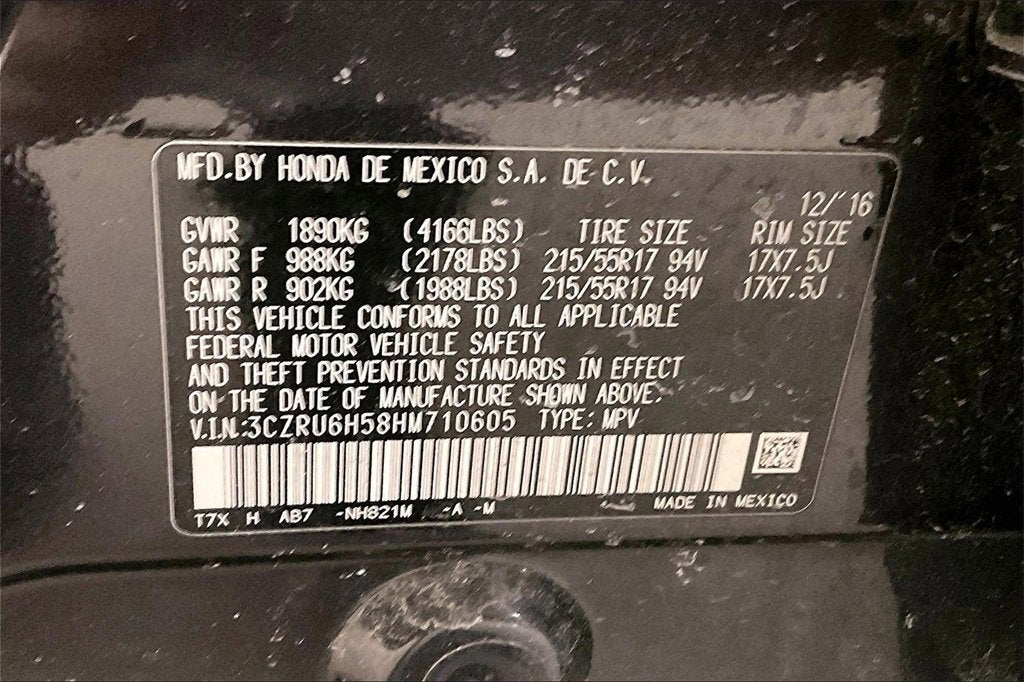 MFD.BY HONDA DE MEXICO S.A. DE C.V.
12/'16
GVWR 1890KG (4166LBS) TIRE SIZE RIM SIZE
GAWR F 988KG (2178LBS) 215/55R17 94V 17X7.5J
GAWR R 902KG (1988LBS) 215/55R17 94V 17X7.5J
THIS VEHICLE CONFORMS TO ALL APPLICABLE
FEDERAL MOTOR VEHICLE SAFETY
AND THEFT PREVENTION STANDARDS IN EFFECT
ON THE DATE OF MANUFACTURE SHOWN ABOVE.
V.I.N.:3CZRU6H58HM710605 TYPE: MPV
T7X H AB7 -NH821M -A -M MADE IN MEXICO